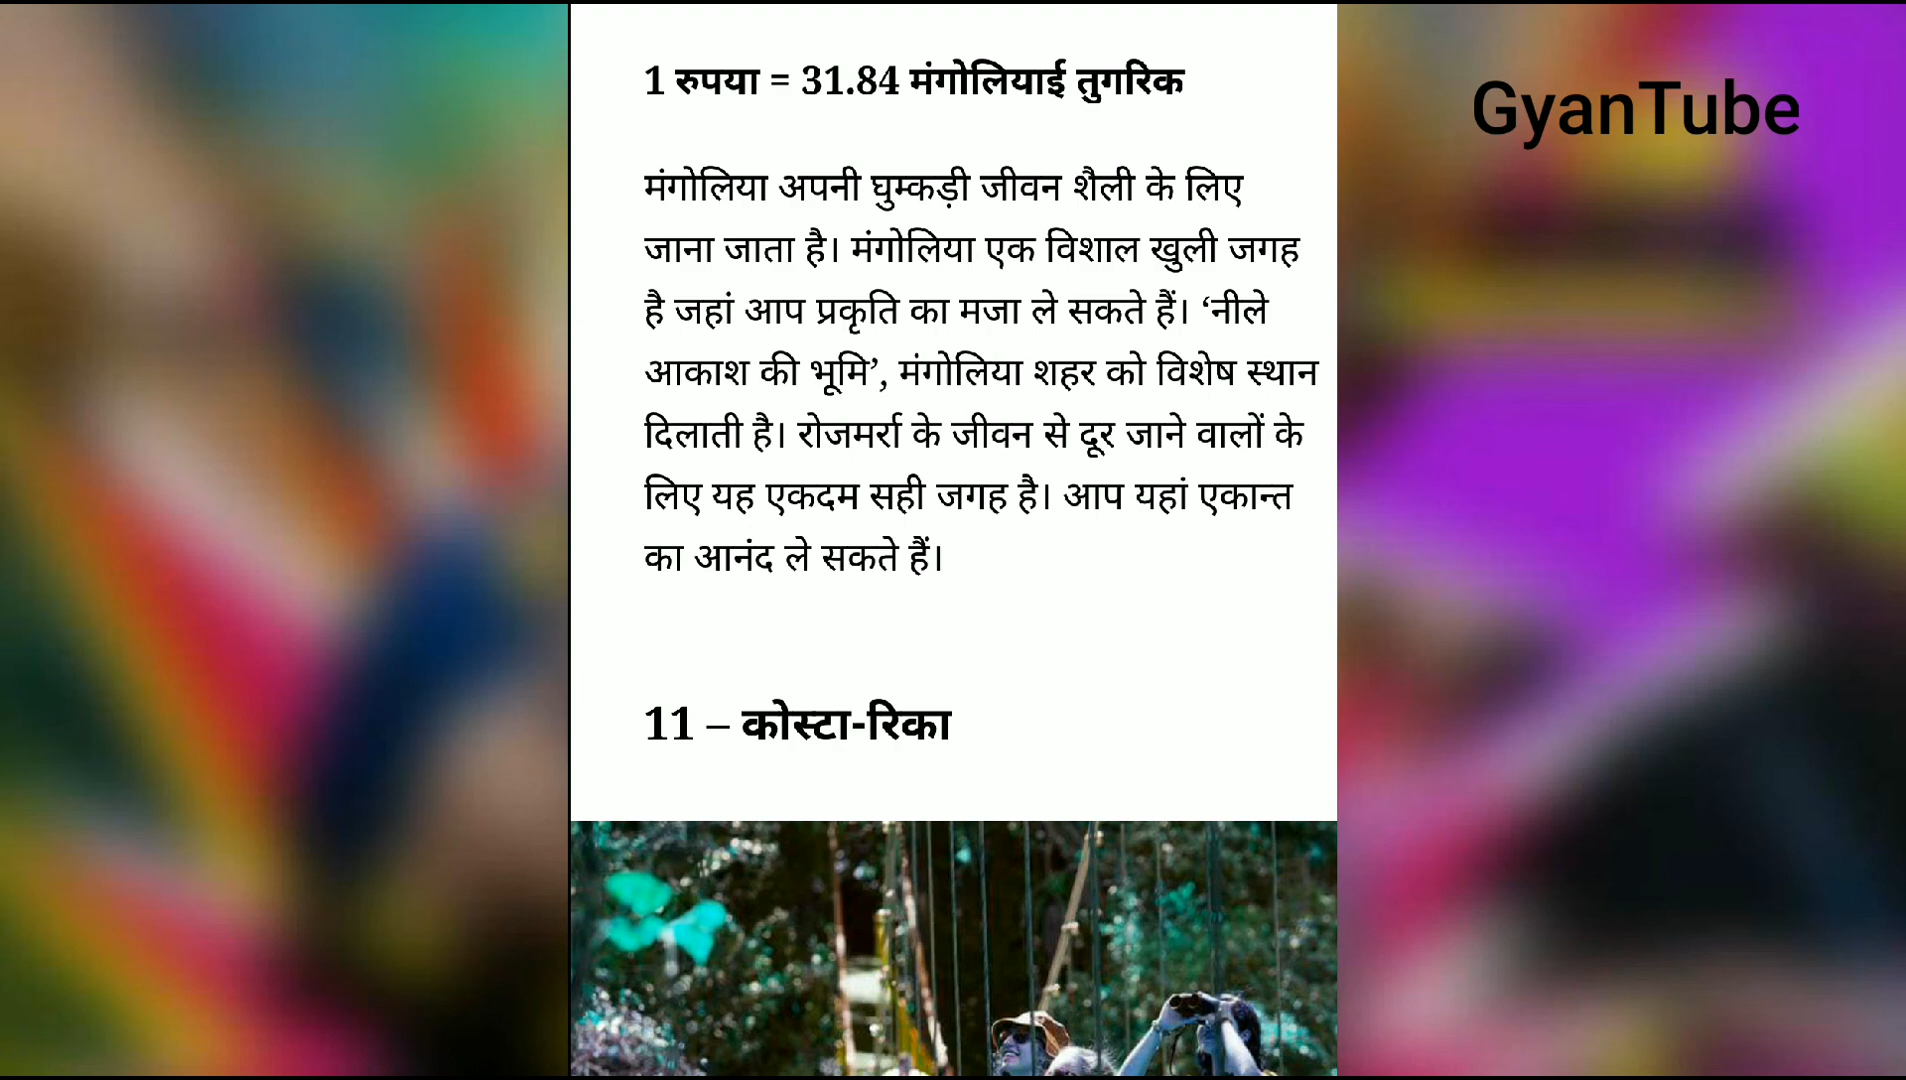 1 रुपया = 31.84 मंगोलियाई तुगरिक
GyanTube
मंगोलिया अपनी घुम्कड़ी जीवन शैली के लिए
जाना जाता है। मंगोलिया एक विशाल खुली जगह
है जहां आप प्रकृति का मजा ले सकते हैं। ‘नीले
आकाश की भूमि’, मंगोलिया शहर को विशेष स्थान
दिलाती है। रोजमर्रा के जीवन से दूर जाने वालों के
लिए यह एकदम सही जगह है। आप यहां एकान्त
का आनंद ले सकते हैं।
11 – कोस्टा-रिका